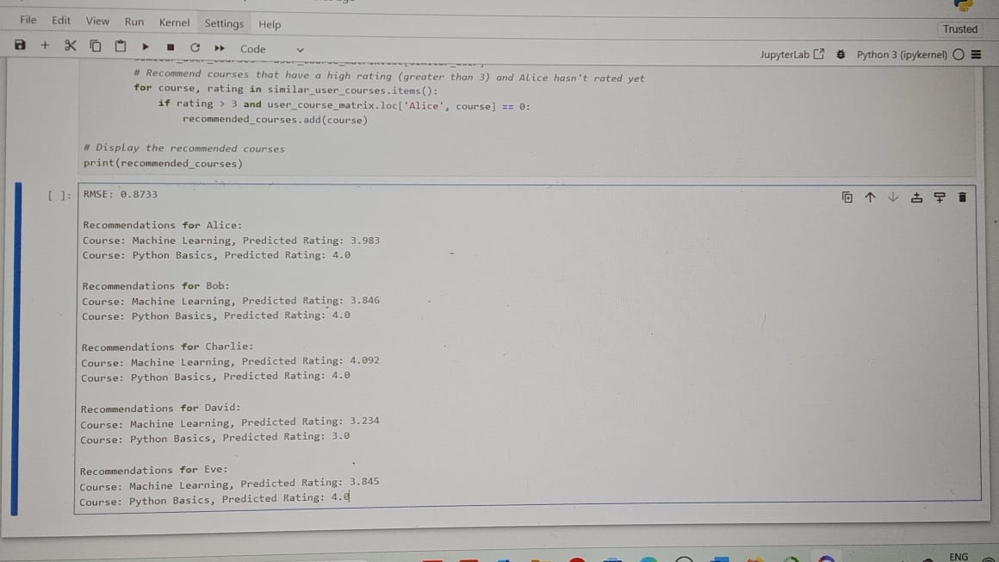 File Edit View Run Kernel Settings Help
Trusted
Code
JupyterLab
Python 3 (ipykernel)
# Recommend courses that have a high rating (greater than 3) and Alice hasn't rated yet
for course, rating in similar_user_courses.items():
if rating > 3 and user_course_matrix.loc['Alice', course] == 0:
recommended_courses.add(course)
# Display the recommended courses
print(recommended_courses)
[ ]:
RMSE: 0.8733
Recommendations for Alice:
Course: Machine Learning, Predicted Rating: 3.983
Course: Python Basics, Predicted Rating: 4.0
Recommendations for Bob:
Course: Machine Learning, Predicted Rating: 3.846
Course: Python Basics, Predicted Rating: 4.0
Recommendations for Charlie:
Course: Machine Learning, Predicted Rating: 4.092
Course: Python Basics, Predicted Rating: 4.0
Recommendations for David:
Course: Machine Learning, Predicted Rating: 3.234
Course: Python Basics, Predicted Rating: 3.0
Recommendations for Eve:
Course: Machine Learning, Predicted Rating: 3.845
Course: Python Basics, Predicted Rating: 4.0
ENG